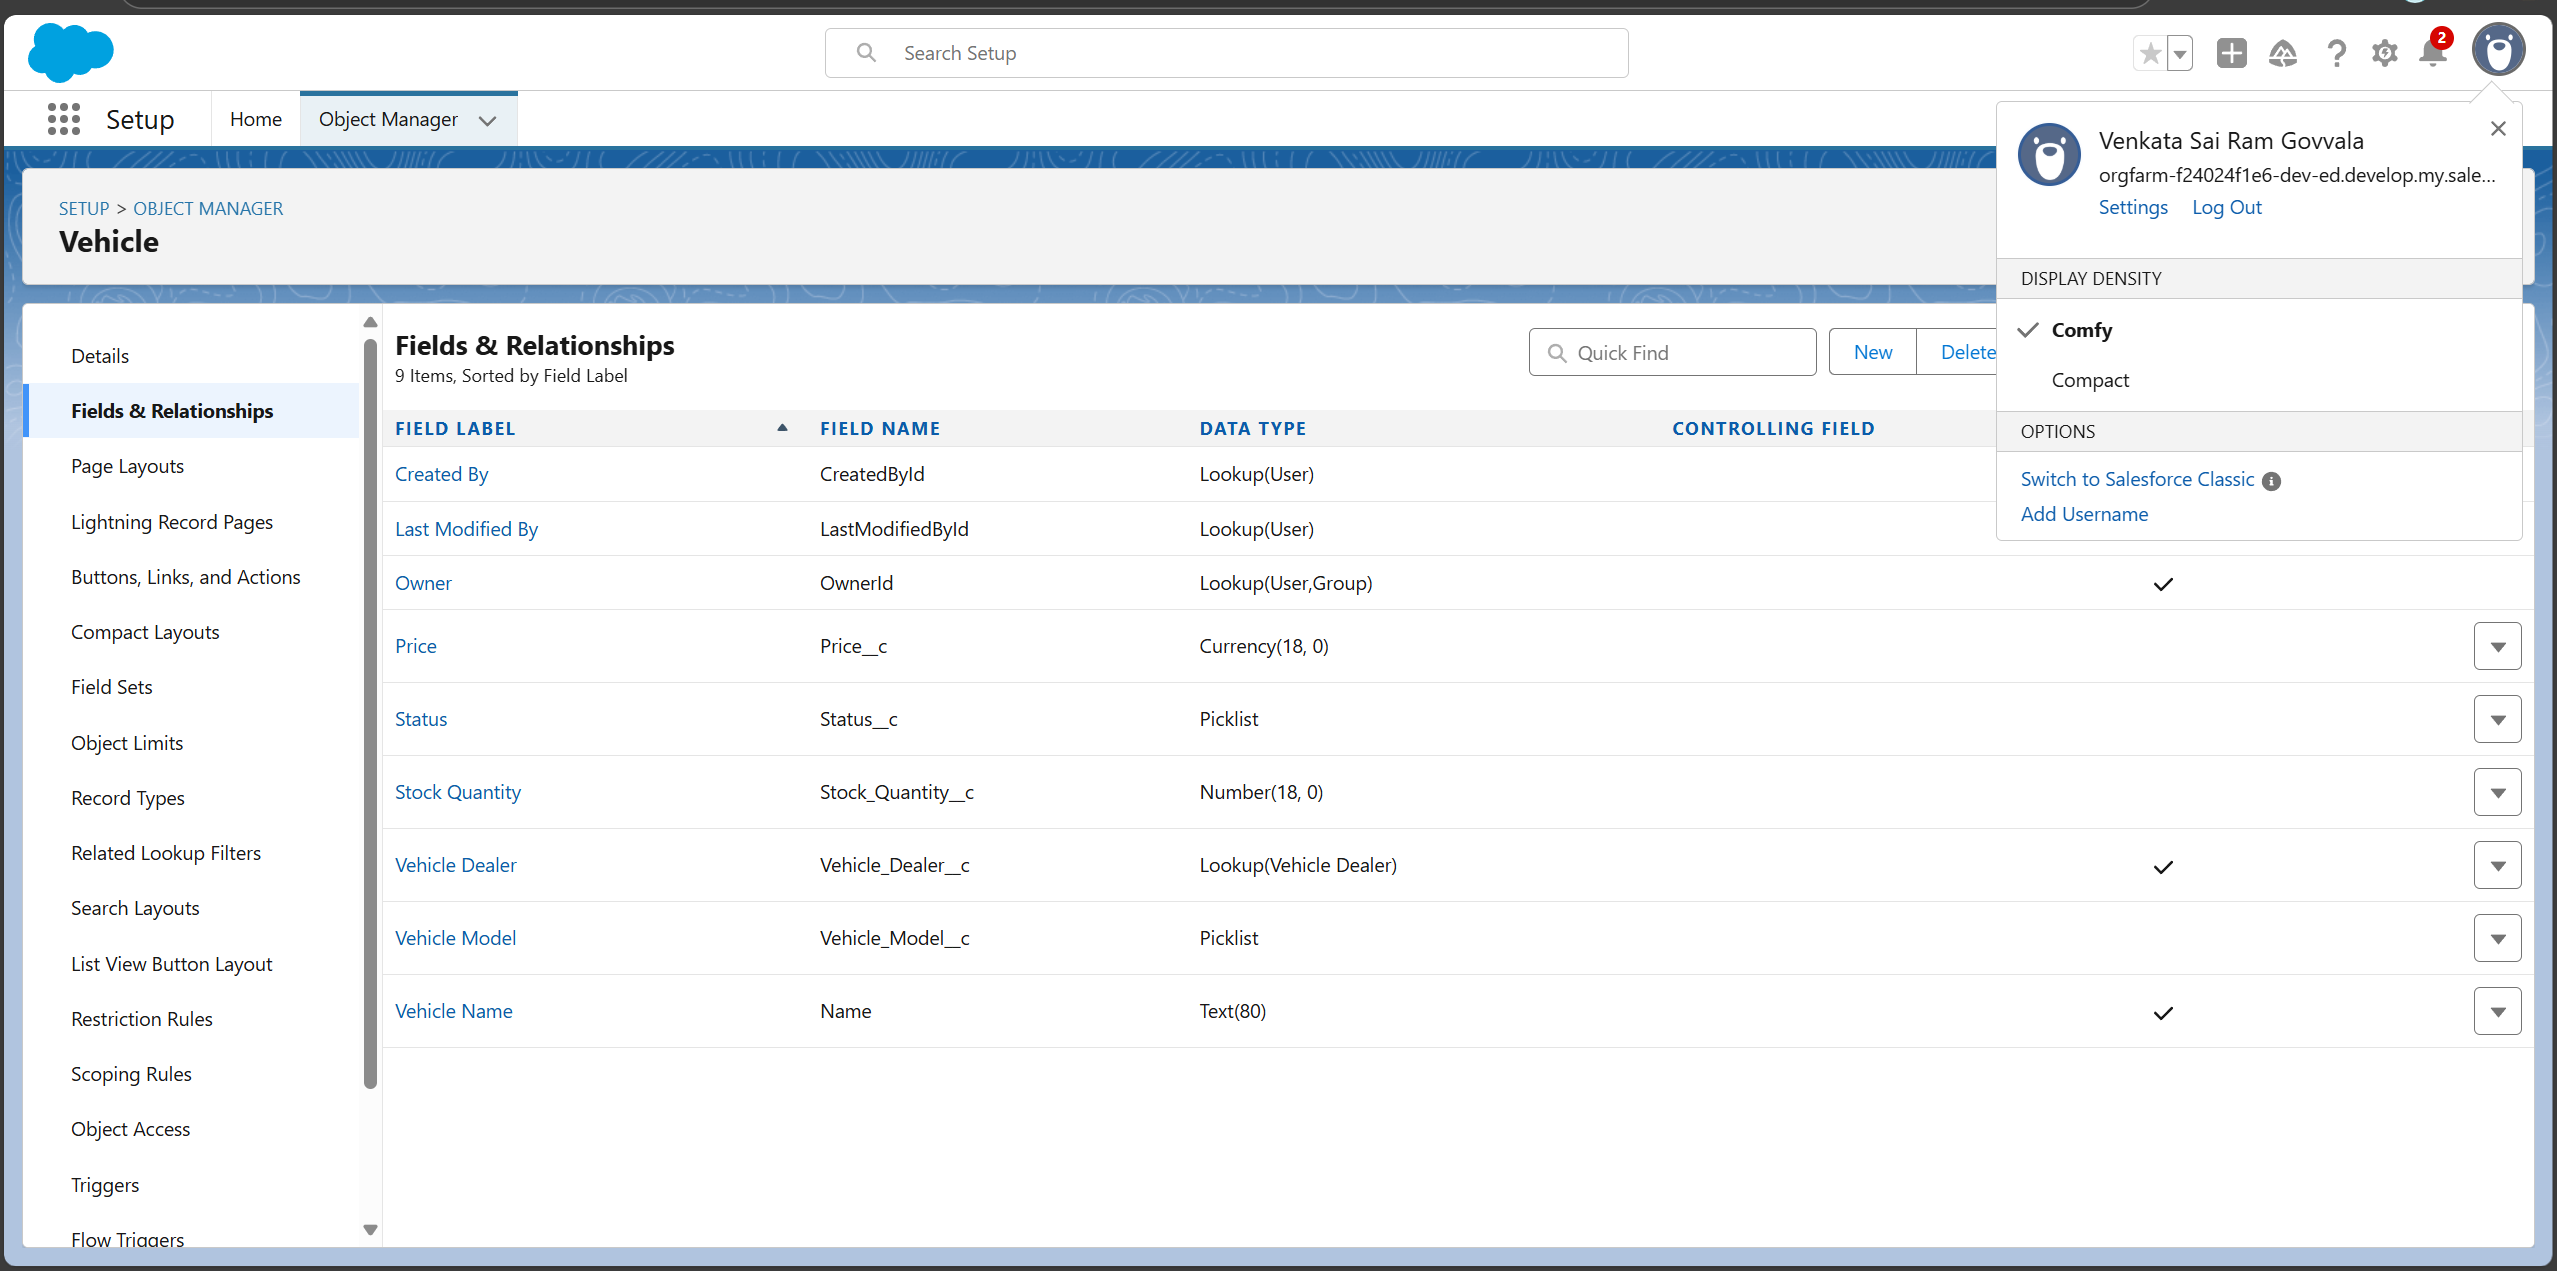 Search Setup
2
Setup
Home
Object Manager
Venkata Sai Ram Govvala
orgfarm-f24024f1e6-dev-ed.develop.my.sale...
Settings Log Out
DISPLAY DENSITY
Comfy
Compact
OPTIONS
Switch to Salesforce Classic
Add Username
SETUP > OBJECT MANAGER
Vehicle
Details
Fields & Relationships
Page Layouts
Lightning Record Pages
Buttons, Links, and Actions
Compact Layouts
Field Sets
Object Limits
Record Types
Related Lookup Filters
Search Layouts
List View Button Layout
Restriction Rules
Scoping Rules
Object Access
Triggers
Flow Triggers
Fields & Relationships
9 Items, Sorted by Field Label
Quick Find
New
Delete
FIELD LABEL FIELD NAME DATA TYPE CONTROLLING FIELD
Created By CreatedById Lookup(User)
Last Modified By LastModifiedById Lookup(User)
Owner OwnerId Lookup(User,Group)
Price Price__c Currency(18, 0)
Status Status__c Picklist
Stock Quantity Stock_Quantity__c Number(18, 0)
Vehicle Dealer Vehicle_Dealer__c Lookup(Vehicle Dealer)
Vehicle Model Vehicle_Model__c Picklist
Vehicle Name Name Text(80)